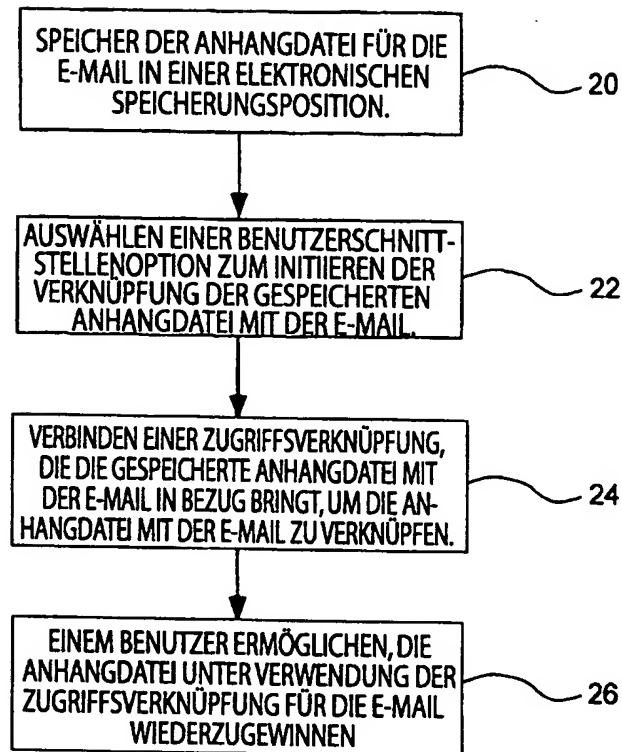 SPEICHER DER ANHANGDATEI FÜR DIE
E-MAIL IN EINER ELEKTRONISCHEN
SPEICHERUNGSPOSITION.
20
AUSWÄHLEN EINER BENUTZERSCHNITT-
STELLENOPTION ZUM INITIIEREN DER
VERKNÜPFUNG DER GESPEICHERTEN
ANHANGDATEI MIT DER E-MAIL.
22
VERBINDEN EINER ZUGRIFFSVERKNÜPFUNG,
DIE DIE GESPEICHERTE ANHANGDATEI MIT
DER E-MAIL IN BEZUG BRINGT, UM DIE AN-
HANGDATEI MIT DER E-MAIL ZU VERKNÜPFEN.
24
EINEM BENUTZER ERMÖGLICHEN, DIE
ANHANGDATEI UNTER VERWENDUNG DER
ZUGRIFFSVERKNÜPFUNG FÜR DIE E-MAIL
WIEDERZUGEWINNEN
26